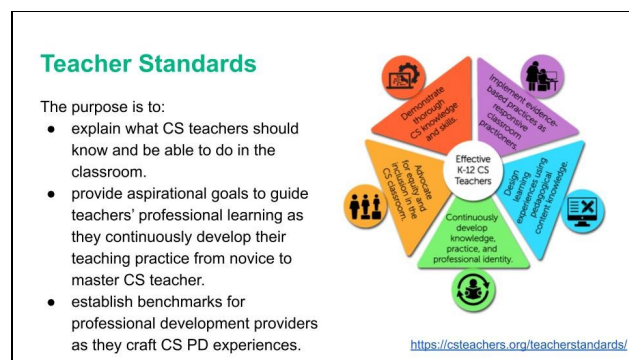 Teacher Standards
The purpose is to:
● explain what CS teachers should
know and be able to do in the
classroom.
● provide aspirational goals to guide
teachers’ professional learning as
they continuously develop their
teaching practice from novice to
master CS teacher.
● establish benchmarks for
professional development providers
as they craft CS PD experiences.
Demonstrate
thorough
CS knowledge
and skills.
Implement evidence-
based practices as
responsive
classroom
practioners.
Advocate
for equity and
inclusion in the
CS classroom.
Effective
K-12 CS
Teachers
Design
learning
experiences using
pedagogical
content knowledge.
Continuously
develop
knowledge,
practice, and
professional identity.
https://csteachers.org/teacherstandards/